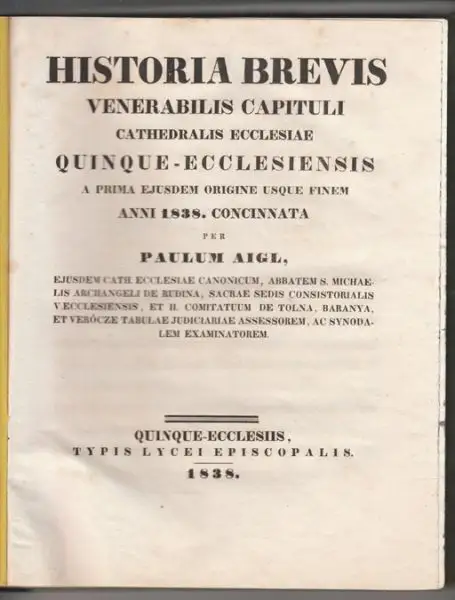 HISTORIA BREVIS
VENERABILIS CAPITULI
CATHEDRALIS ECCLESIAE
QUINQUE-ECCLESIENSIS
A PRIMA EJUSDEM ORIGINE USQUE FINEM
ANNI 1838. CONCINNATA
PER
PAULUM AIGL,
EJUSDEM CATH. ECCLESIAE CANONICUM, ABBATEM S. MICHAE-
LIS ARCHANGELI DE RUDINA, SACRAE SEDIS CONSISTORIALIS
V.ECCLESIENSIS, ET II. COMITATUUM DE TOLNA, BARANYA,
ET VERÖCZE TABULAE JUDICIARIAE ASSESSOREM, AC SYNODA-
LEM EXAMINATOREM.
QUINQUE-ECCLESIIS,
TYPIS LYCEI EPISCOPALIS.
1838.